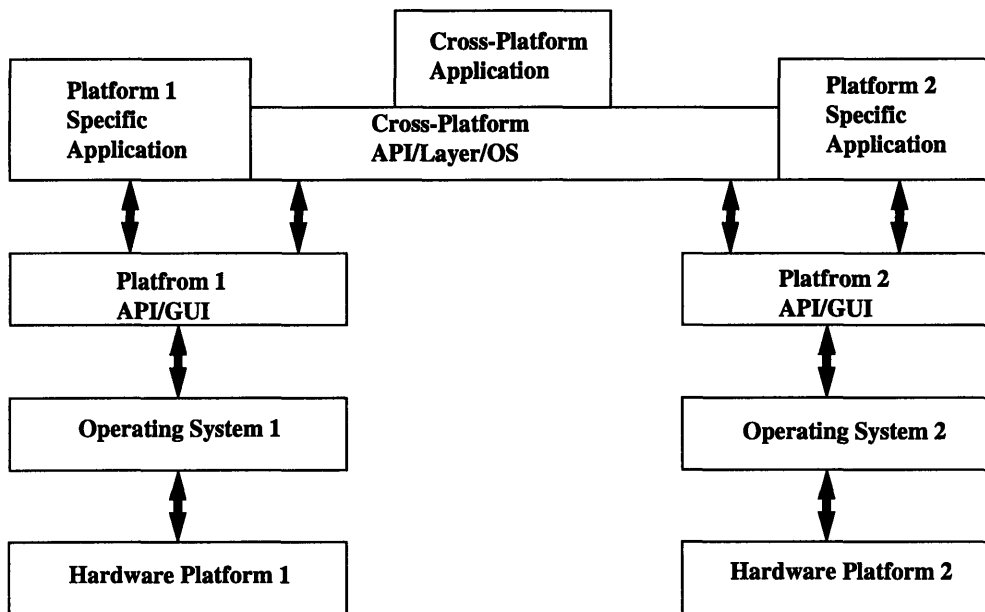 Cross-Platform
Application
Platform 1
Specific
Application
Cross-Platform
API/Layer/OS
Platform 2
Specific
Application
Platfrom 1
API/GUI
Platfrom 2
API/GUI
Operating System 1
Operating System 2
Hardware Platform 1
Hardware Platform 2